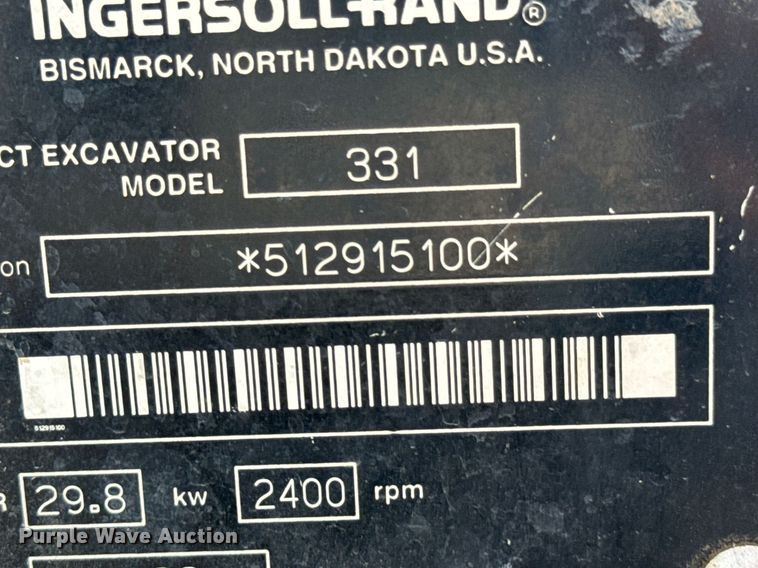 INGERSOLL-RAND®
BISMARCK, NORTH DAKOTA U.S.A.
CT EXCAVATOR
MODEL
331
on
*512915100*
512915100
R 29.8 kw 2400 rpm
Purple Wave Auction